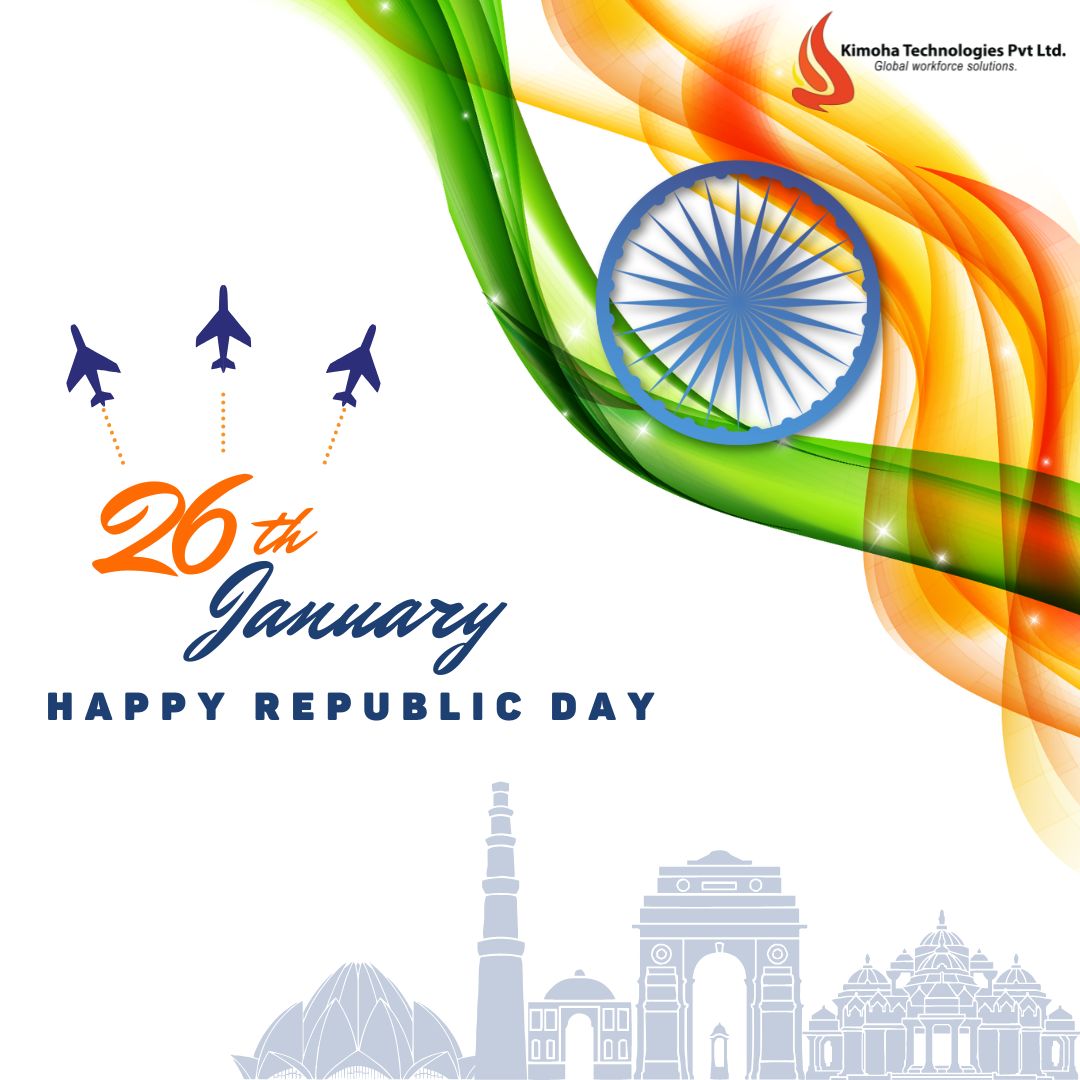 Kimoha Technologies Pvt Ltd.
Global workforce solutions.
26th
January
HAPPY REPUBLIC DAY